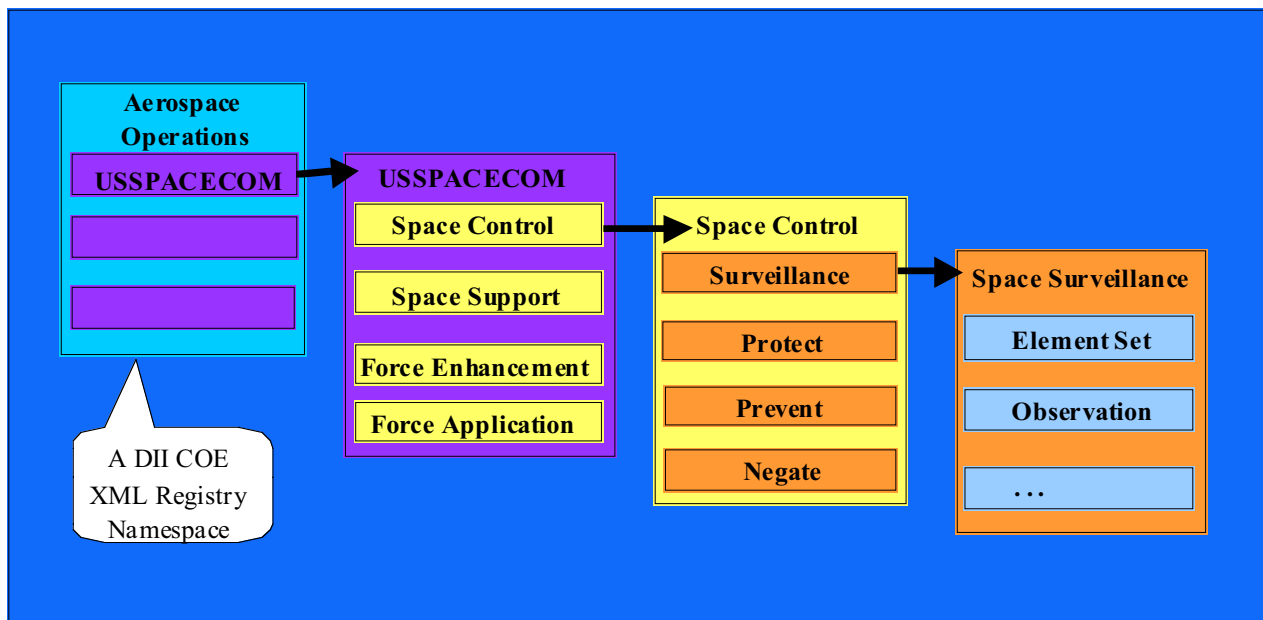 Aerospace
Operations
USSPACECOM
A DII COE
XML Registry
Namespace
USSPACECOM
Space Control
Space Support
Force Enhancement
Force Application
Space Control
Surveillance
Protect
Prevent
Negate
Space Surveillance
Element Set
Observation
...